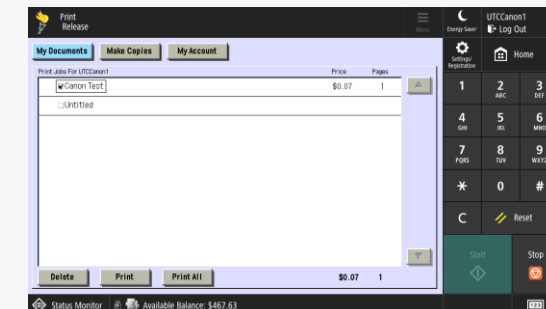 Print
Release
Menu
Energy Saver
UTCCanon1
Log Out
My Documents Make Copies My Account
Settings/
Registration
Home
Print Jobs For UTCCanon1 Price Pages
Canon Test $0.07 1
Untitled
1 2 ABC 3 DEF
4 GHI 5 JKL 6 MNO
7 PQRS 8 TUV 9 WXYZ
* 0 #
C Reset
Start Stop
Delete Print Print All $0.07 1
Status Monitor Available Balance: $467.63
123